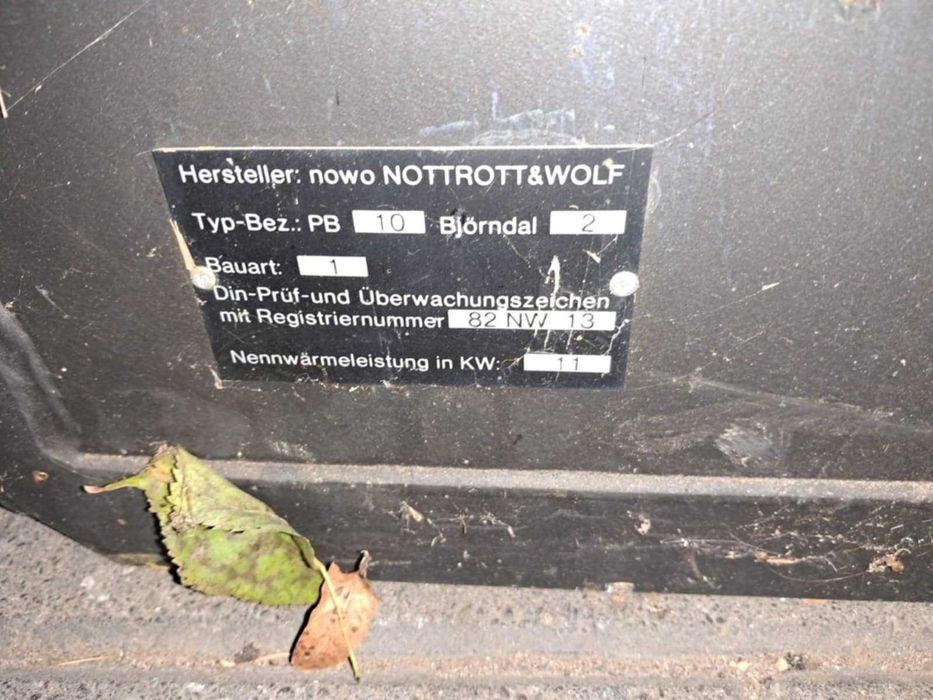 Hersteller: nowo NOTTROTT&WOLF
Typ-Bez.: PB 10 Björndal 2
Bauart: 1
Din-Prüf-und Überwachungszeichen
mit Registriernummer 82 NW 13
Nennwärmeleistung in KW: 11